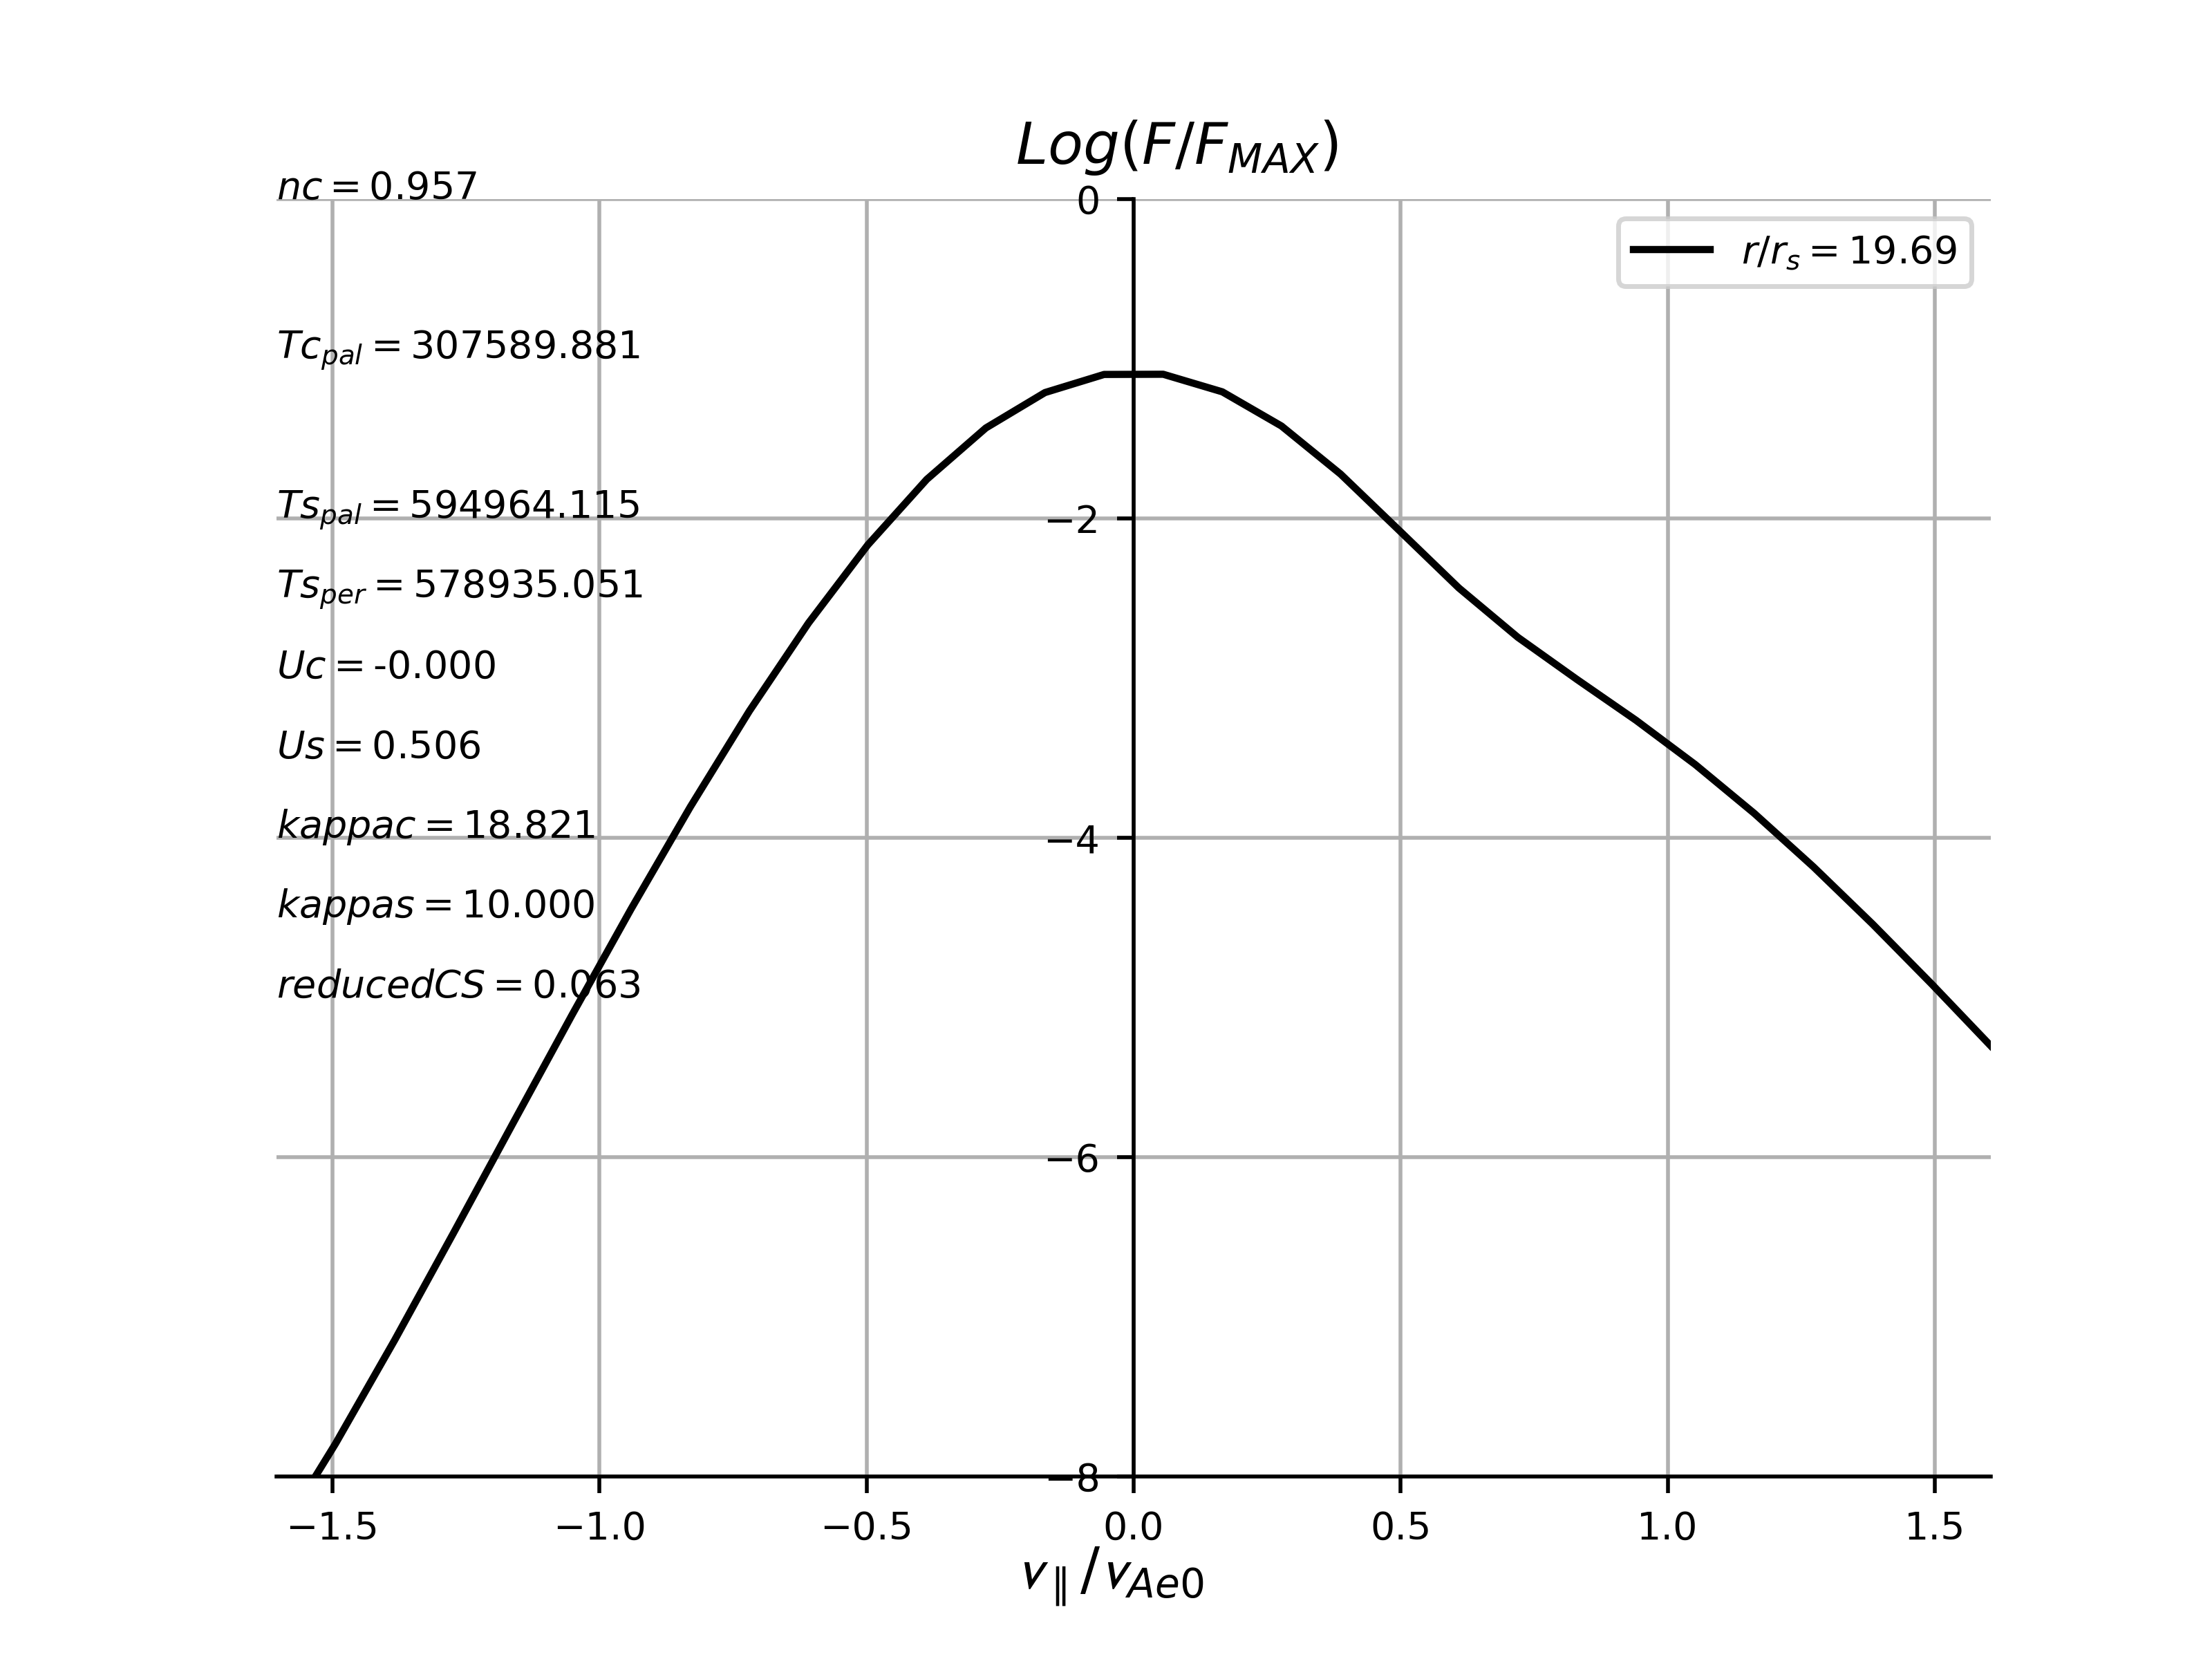 Log(F/F_MAX)
nc = 0.957
0
r/r_s = 19.69
Tc_pal = 307589.881
Ts_pal = 594964.115
−2
Ts_per = 578935.051
Uc = -0.000
Us = 0.506
kappac = 18.821
−4
kappas = 10.000
reducedCS = 0.063
−6
−8
−1.5 −1.0 −0.5 0.0 0.5 1.0 1.5
v_∥/v_Ae0